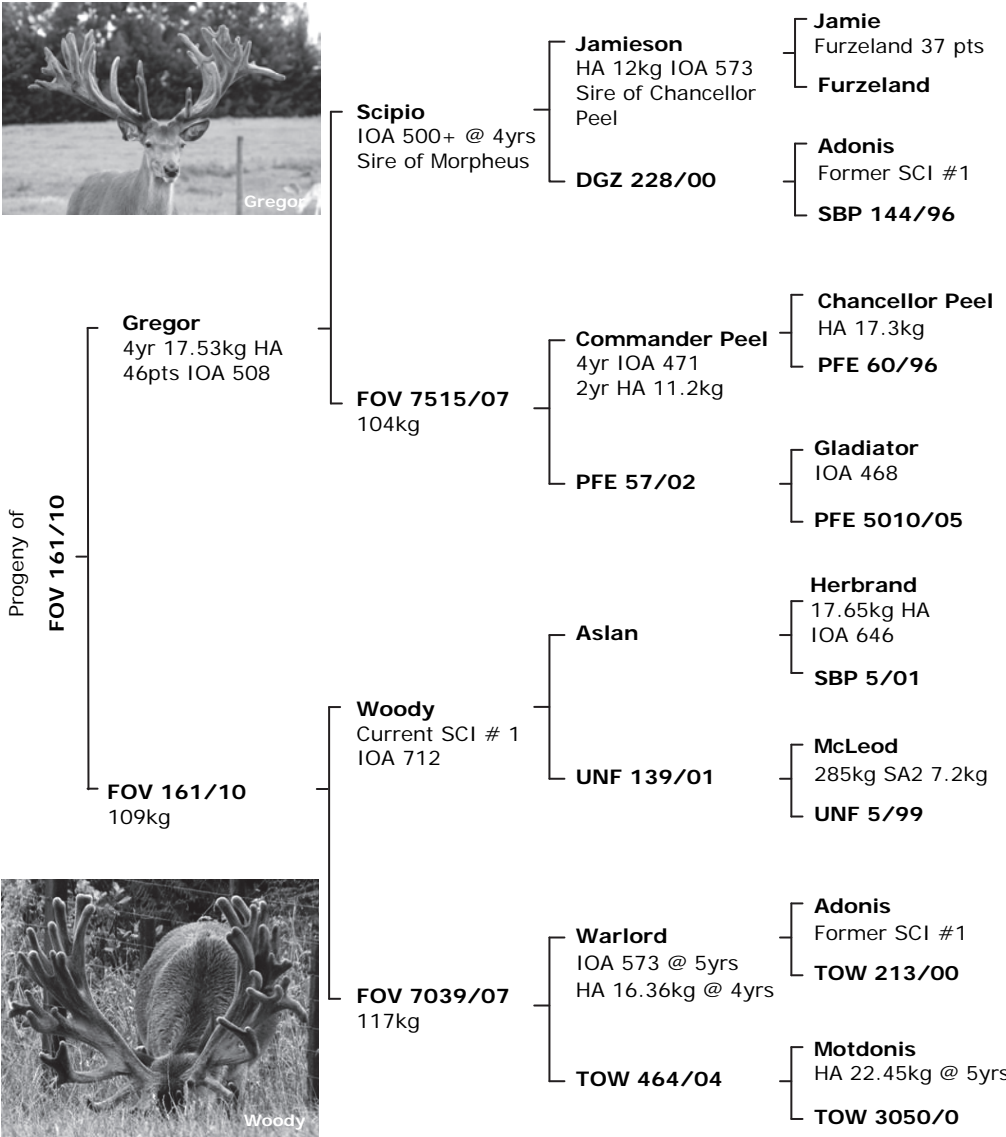 Gregor
Woody
Progeny of
FOV 161/10
Gregor
4yr 17.53kg HA
46pts IOA 508
FOV 161/10
109kg
Scipio
IOA 500+ @ 4yrs
Sire of Morpheus
FOV 7515/07
104kg
Woody
Current SCI # 1
IOA 712
FOV 7039/07
117kg
Jamieson
HA 12kg IOA 573
Sire of Chancellor
Peel
DGZ 228/00
Commander Peel
4yr IOA 471
2yr HA 11.2kg
PFE 57/02
Aslan
UNF 139/01
Warlord
IOA 573 @ 5yrs
HA 16.36kg @ 4yrs
TOW 464/04
Jamie
Furzeland 37 pts
Furzeland
Adonis
Former SCI #1
SBP 144/96
Chancellor Peel
HA 17.3kg
PFE 60/96
Gladiator
IOA 468
PFE 5010/05
Herbrand
17.65kg HA
IOA 646
SBP 5/01
McLeod
285kg SA2 7.2kg
UNF 5/99
Adonis
Former SCI #1
TOW 213/00
Motdonis
HA 22.45kg @ 5yrs
TOW 3050/0